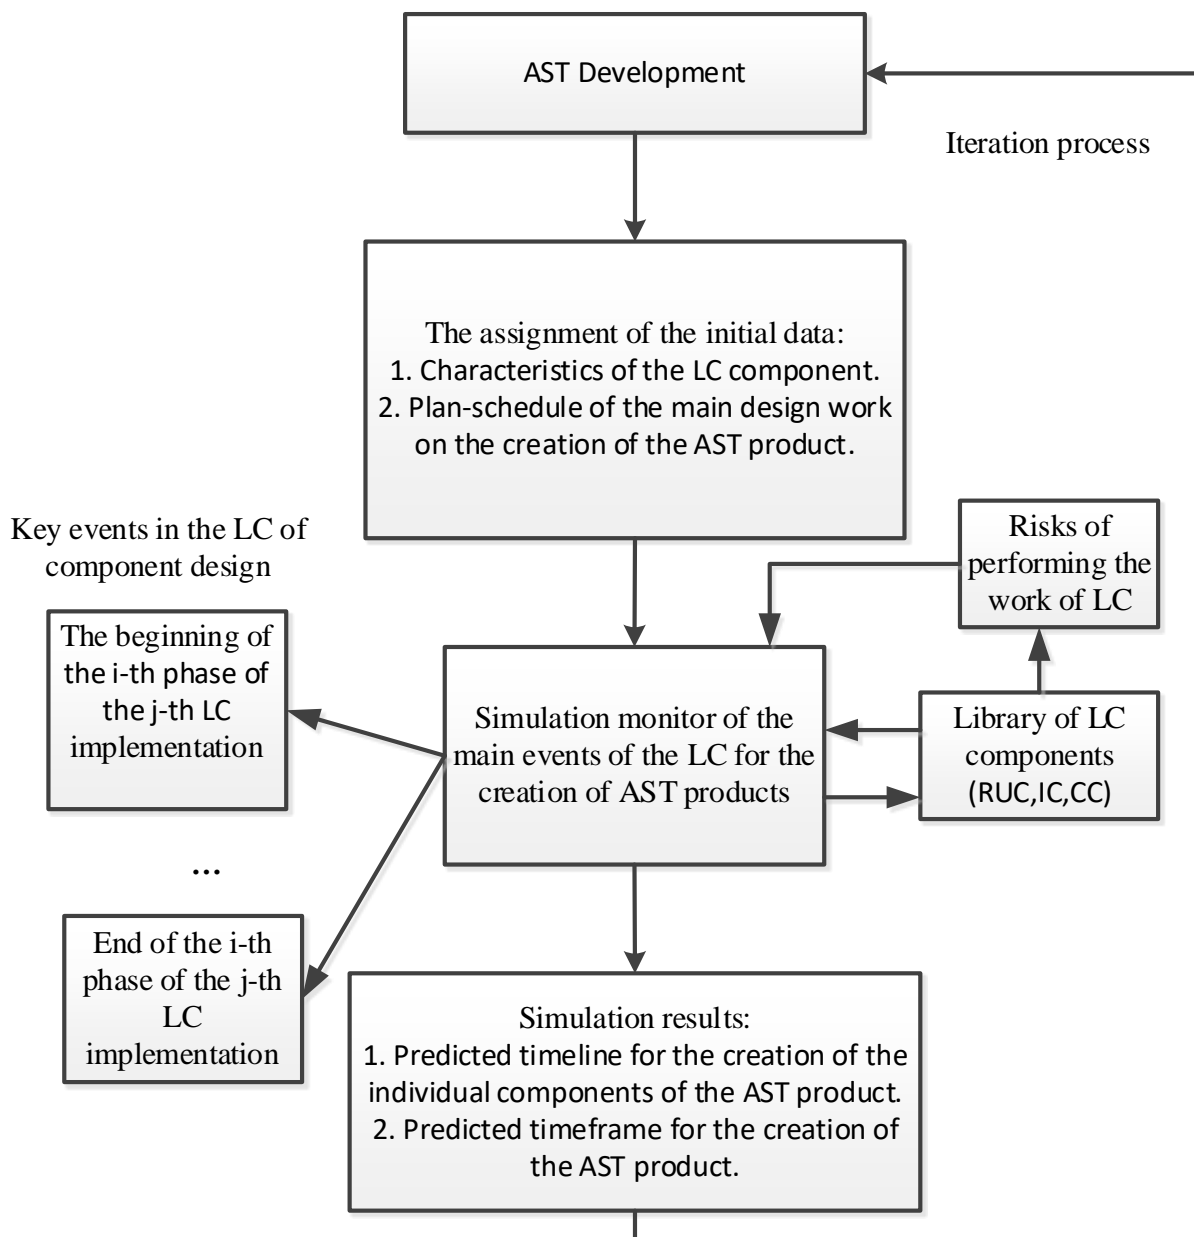 AST Development
Iteration process
The assignment of the initial data:
1. Characteristics of the LC component.
2. Plan-schedule of the main design work
on the creation of the AST product.
Key events in the LC of
component design
The beginning of
the i-th phase of
the j-th LC
implementation
...
End of the i-th
phase of the j-th
LC
implementation
Risks of
performing the
work of LC
Simulation monitor of the
main events of the LC for the
creation of AST products
Library of LC
components
(RUC,IC,CC)
Simulation results:
1. Predicted timeline for the creation of the
individual components of the AST product.
2. Predicted timeframe for the creation of
the AST product.